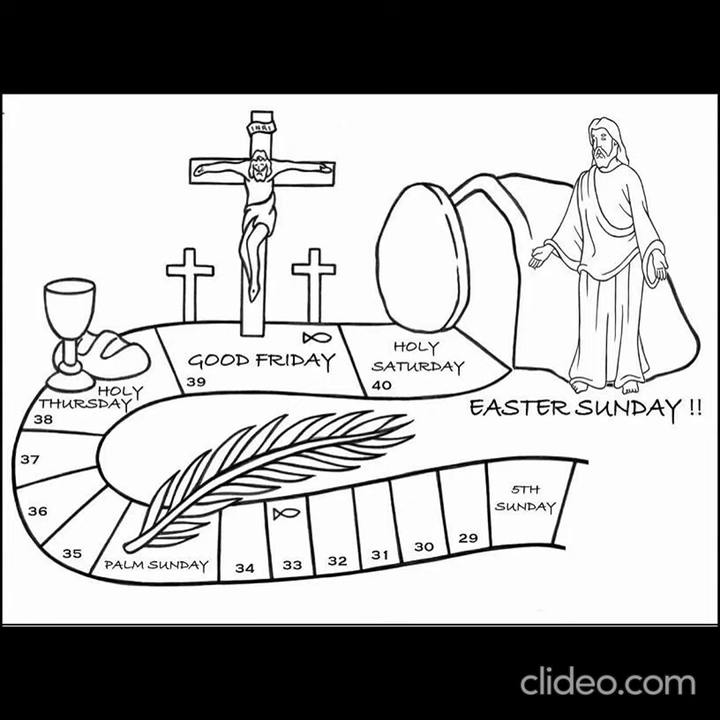 INRI
GOOD FRIDAY
39
HOLY
SATURDAY
40
HOLY
THURSDAY
38
EASTER SUNDAY !!
37
36
35
PALM SUNDAY
34
33
32
31
30
29
5TH
SUNDAY
clideo.com